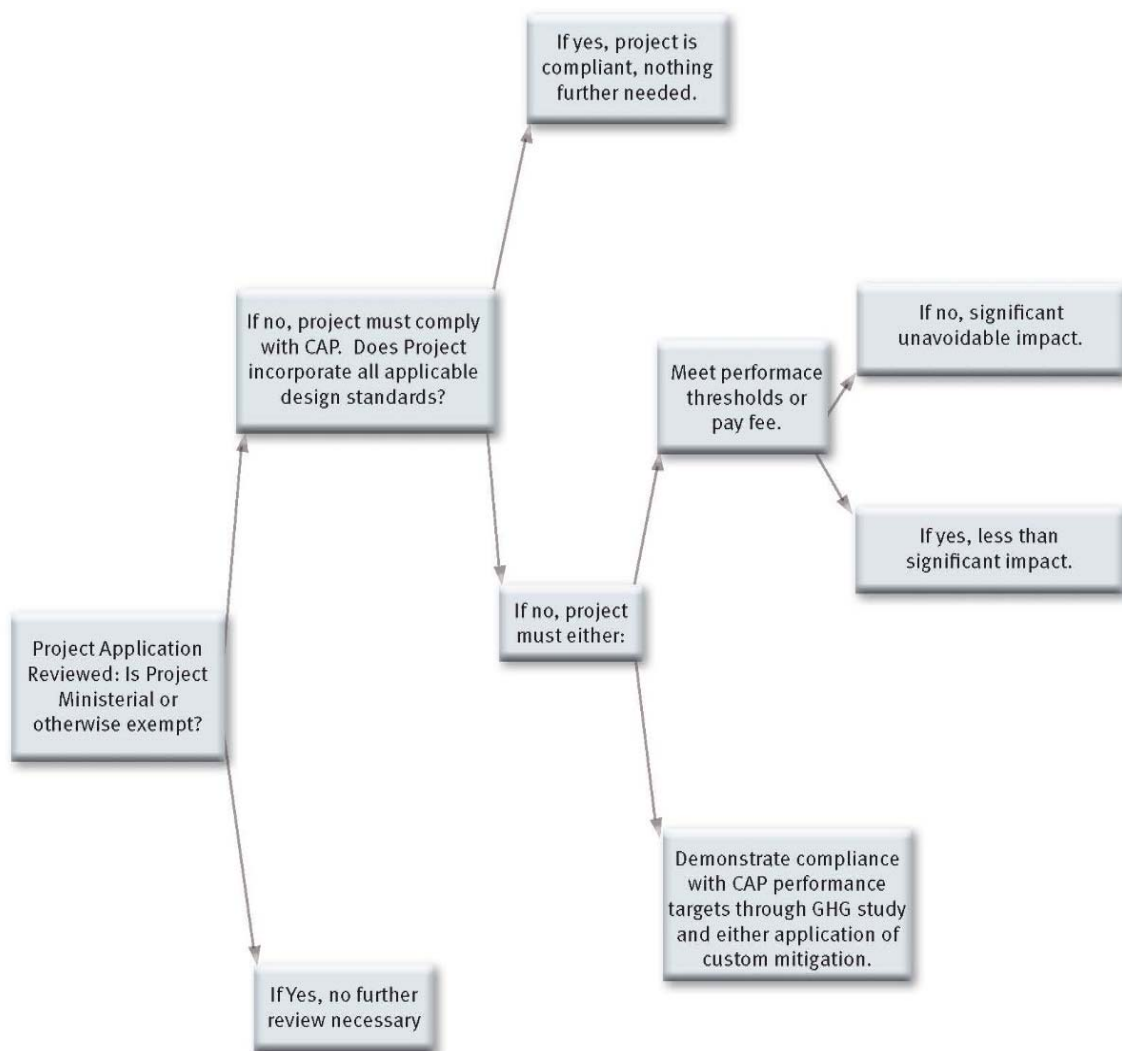 If yes, project is
compliant, nothing
further needed.
If no, project must comply
with CAP.  Does Project
incorporate all applicable
design standards?
If no, significant
unavoidable impact.
Meet performace
thresholds or
pay fee.
If yes, less than
significant impact.
If no, project
must either:
Project Application
Reviewed: Is Project
Ministerial or
otherwise exempt?
Demonstrate compliance
with CAP performance
targets through GHG study
and either application of
custom mitigation.
If Yes, no further
review necessary